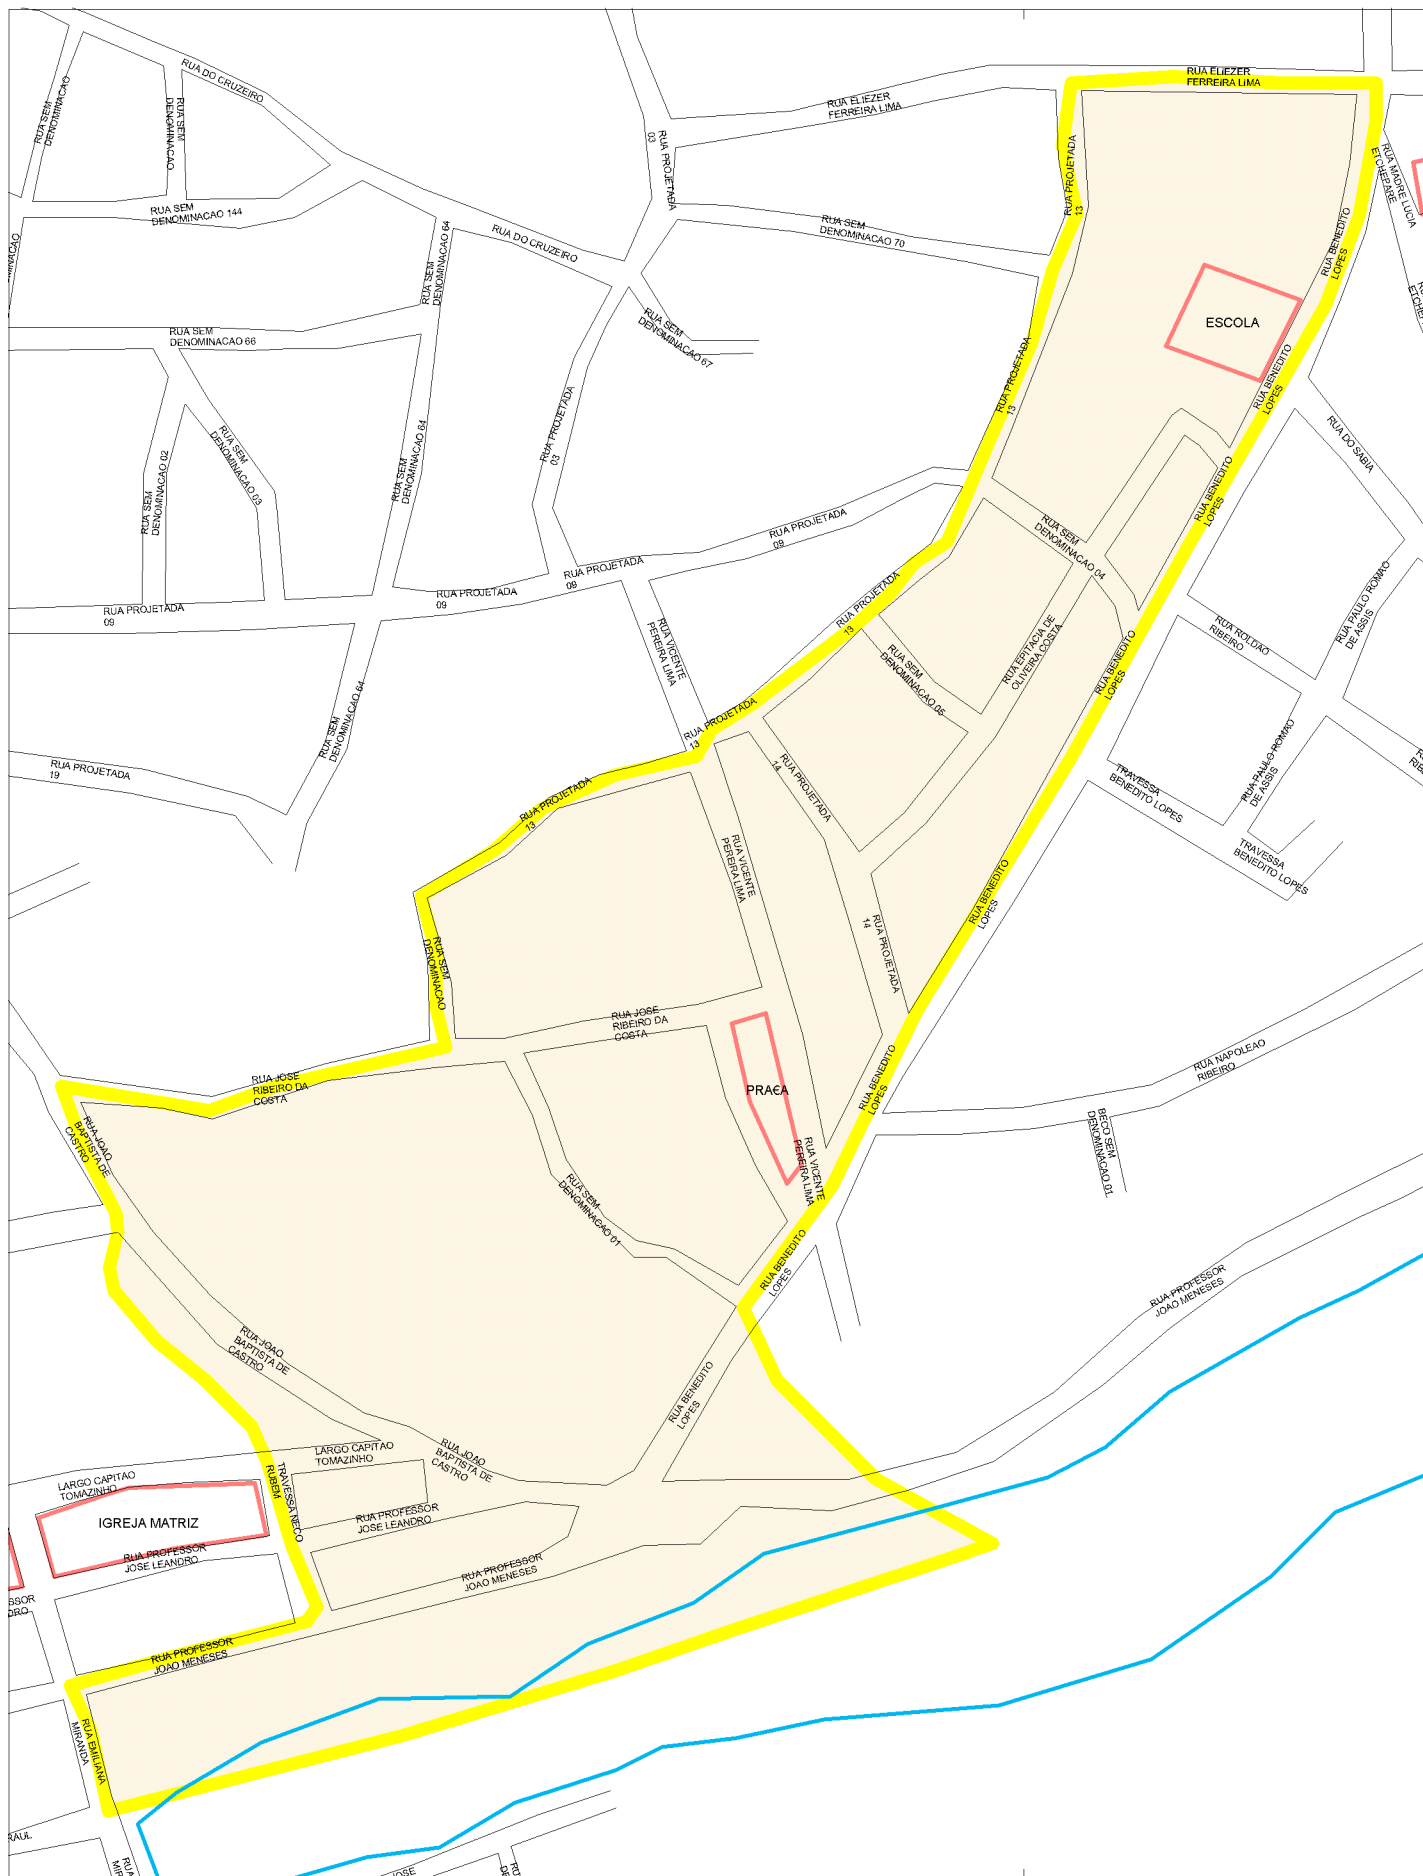 RUA DO CRUZEIRO
RUA ELIEZER
FERREIRA LIMA
RUA ELIEZER
FERREIRA LIMA
RUA SEM
DENOMINACAO
RUA SEM
DENOMINACAO
RUA PROJETADA
03
RUA PROJETADA
13
RUA MADRE LUCIA
ETCHEPARE
RUA SEM
DENOMINACAO 144
RUA SEM
DENOMINACAO 64
RUA DO CRUZEIRO
RUA SEM
DENOMINACAO 70
RUA BENEDITO
LOPES
RUA SEM
DENOMINACAO 66
RUA SEM
DENOMINACAO 67
ESCOLA
RUA PROJETADA
13
RUA BENEDITO
LOPES
RUA PROJETADA
03
RUA SEM
DENOMINACAO 02
RUA SEM
DENOMINACAO 03
RUA SEM
DENOMINACAO 64
RUA DO SABIA
RUA BENEDITO
LOPES
RUA PROJETADA
09
RUA PROJETADA
09
RUA PROJETADA
09
RUA PROJETADA
09
RUA SEM
DENOMINACAO 04
RUA PROJETADA
13
RUA VICENTE
PEREIRA LIMA
RUA SEM
DENOMINACAO 05
RUA EPITACIA DE
OLIVEIRA COSTA
RUA BENEDITO
LOPES
RUA ROLDAO
RIBEIRO
RUA PAULO ROMAO
DE ASSIS
RUA SEM
DENOMINACAO 64
RUA PROJETADA
13
RUA PROJETADA
19
RUA PROJETADA
14
TRAVESSA
BENEDITO LOPES
RUA PAULO ROMAO
DE ASSIS
RUA PROJETADA
13
RUA VICENTE
PEREIRA LIMA
TRAVESSA
BENEDITO LOPES
RUA BENEDITO
LOPES
RUA SEM
DENOMINACAO
RUA PROJETADA
14
RUA JOSE
RIBEIRO DA
COSTA
RUA JOSE
RIBEIRO DA
COSTA
PRAÇA
RUA BENEDITO
LOPES
RUA NAPOLEAO
RIBEIRO
BECO SEM
DENOMINACAO 01
RUA JOAO
BAPTISTA DE
CASTRO
RUA VICENTE
PEREIRA LIMA
RUA SEM
DENOMINACAO 01
RUA BENEDITO
LOPES
RUA PROFESSOR
JOAO MENESES
RUA JOAO
BAPTISTA DE
CASTRO
RUA BENEDITO
LOPES
RUA JOAO
BAPTISTA DE
CASTRO
LARGO CAPITAO
TOMAZINHO
LARGO CAPITAO
TOMAZINHO
TRAVESSA NECO
RUBEM
IGREJA MATRIZ
RUA PROFESSOR
JOSE LEANDRO
RUA PROFESSOR
JOSE LEANDRO
RUA PROFESSOR
JOAO MENESES
RUA PROFESSOR
JOAO MENESES
RUA EMILIANA
MIRANDA
RAUL
JOSE